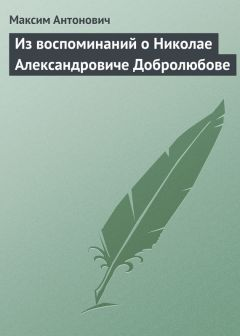 Максим Антонович
Из воспоминаний о Николае
Александровиче Добролюбове